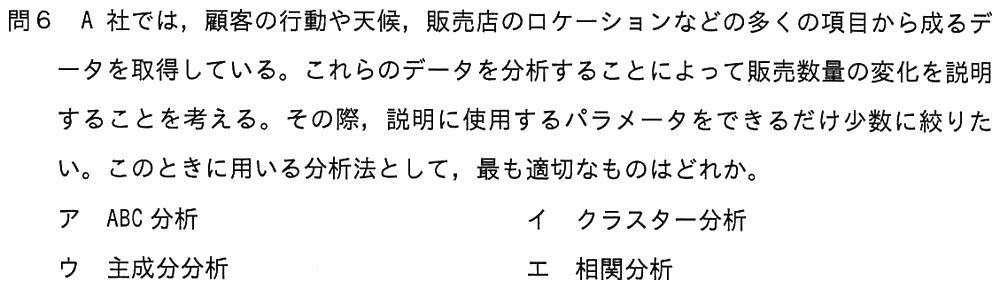 問6 A 社では，顧客の行動や天候，販売店のロケーションなどの多くの項目から成るデ
ータを取得している。これらのデータを分析することによって販売数量の変化を説明
することを考える。その際，説明に使用するパラメータをできるだけ少数に絞りた
い。このときに用いる分析法として，最も適切なものはどれか。
ア ABC 分析 イ クラスター分析
ウ 主成分分析 エ 相関分析